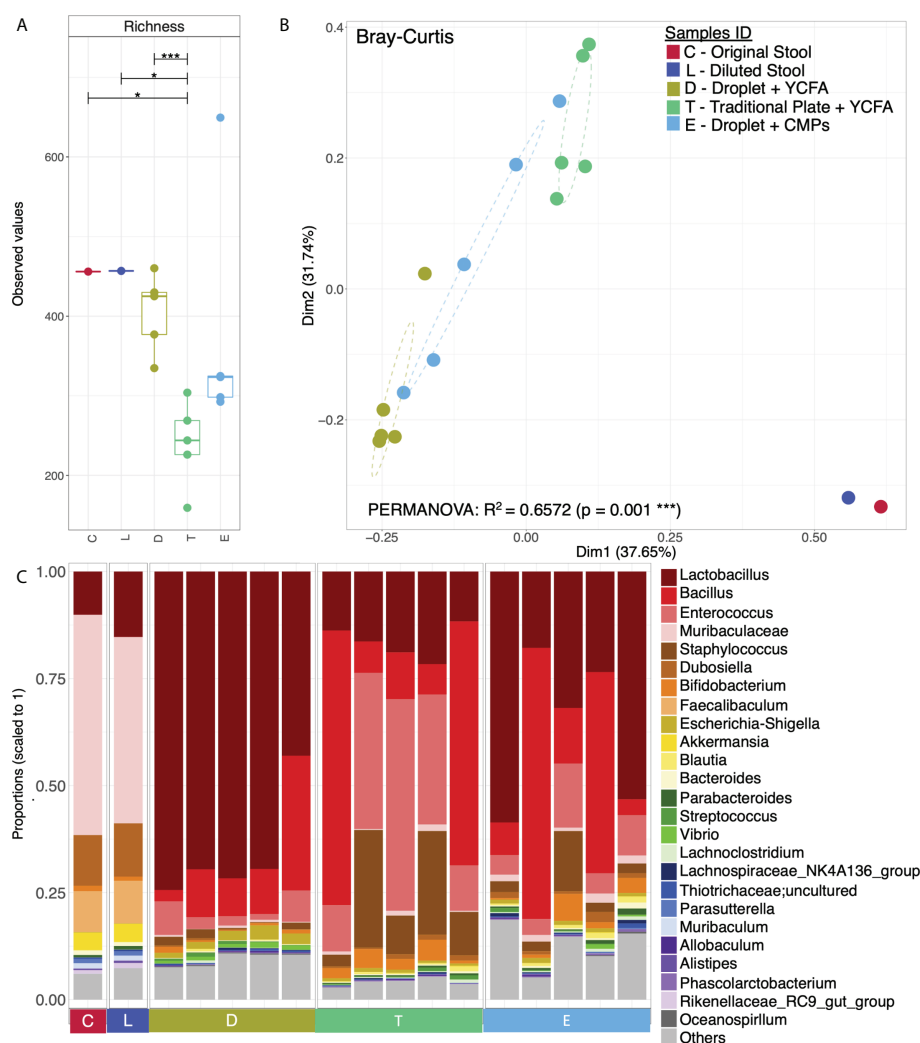 A
Richness
***
*
*
Observed values
600
400
200
C
L
D
T
E
B
Bray-Curtis
Samples ID
C - Original Stool
L - Diluted Stool
D - Droplet + YCFA
T - Traditional Plate + YCFA
E - Droplet + CMPs
Dim2 (31.74%)
0.4
0.2
0.0
−0.2
PERMANOVA: R² = 0.6572 (p = 0.001 ***)
−0.25
0.00
0.25
0.50
Dim1 (37.65%)
C
Proportions (scaled to 1)
1.00
0.75
0.50
0.25
0.00
C
L
D
T
E
Lactobacillus
Bacillus
Enterococcus
Muribaculaceae
Staphylococcus
Dubosiella
Bifidobacterium
Faecalibaculum
Escherichia-Shigella
Akkermansia
Blautia
Bacteroides
Parabacteroides
Streptococcus
Vibrio
Lachnoclostridium
Lachnospiraceae_NK4A136_group
Thiotrichaceae;uncultured
Parasutterella
Muribaculum
Allobaculum
Alistipes
Phascolarctobacterium
Rikenellaceae_RC9_gut_group
Oceanospirllum
Others